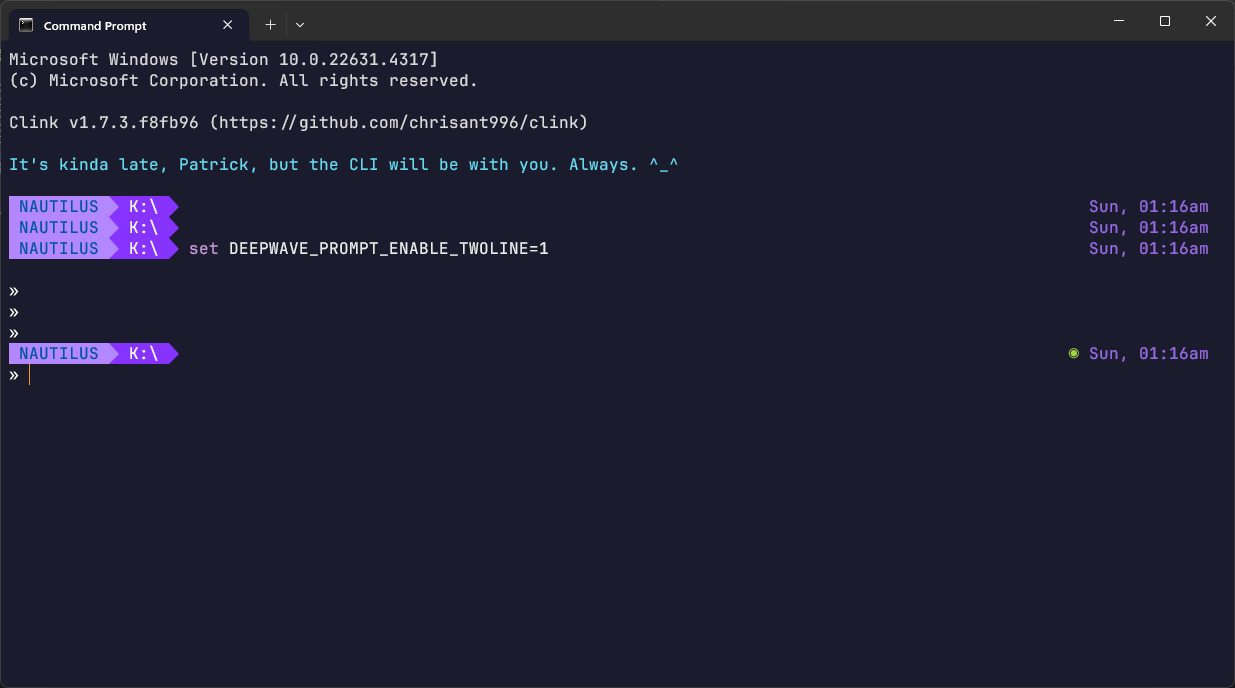 Command Prompt
Microsoft Windows [Version 10.0.22631.4317]
(c) Microsoft Corporation. All rights reserved.
Clink v1.7.3.f8fb96 (https://github.com/chrisant996/clink)
It's kinda late, Patrick, but the CLI will be with you. Always. ^_^
NAUTILUS K:\ Sun, 01:16am
NAUTILUS K:\ Sun, 01:16am
NAUTILUS K:\ set DEEPWAVE_PROMPT_ENABLE_TWOLINE=1 Sun, 01:16am
»
»
»
NAUTILUS K:\ ◉ Sun, 01:16am
»